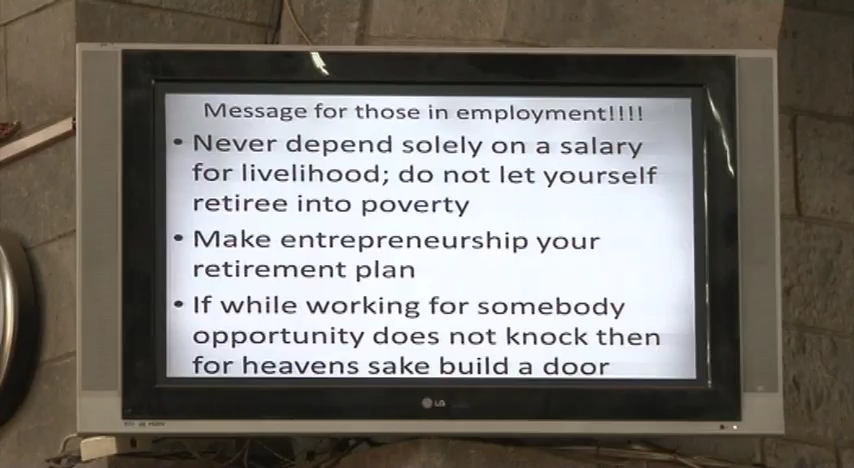 Message for those in employment!!!!
• Never depend solely on a salary
for livelihood; do not let yourself
retiree into poverty
• Make entrepreneurship your
retirement plan
• If while working for somebody
opportunity does not knock then
for heavens sake build a door
LG